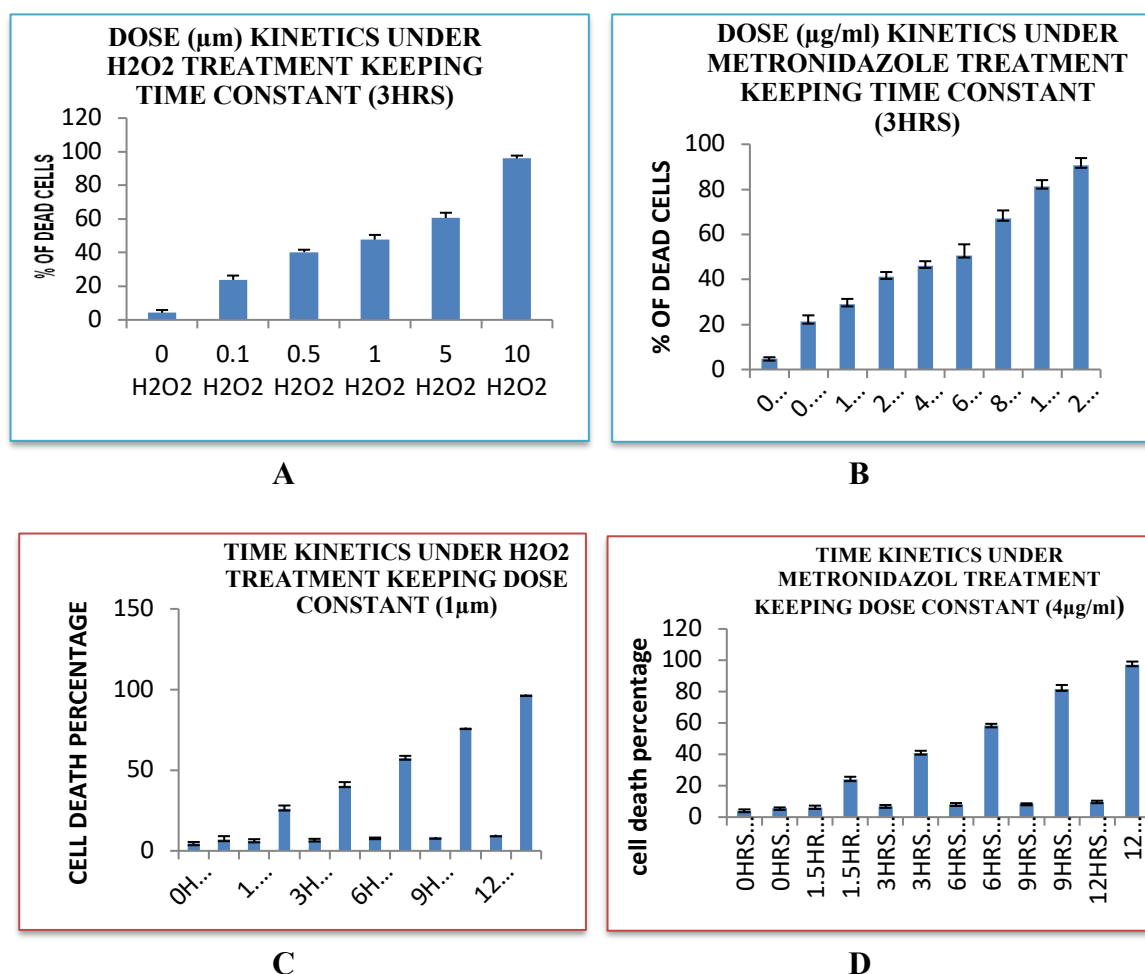 DOSE (µm) KINETICS UNDER
H2O2 TREATMENT KEEPING
TIME CONSTANT (3HRS)
120
100
80
60
40
20
0
% OF DEAD CELLS
0
H2O2
0.1
H2O2
0.5
H2O2
1
H2O2
5
H2O2
10
H2O2
A
DOSE (µg/ml) KINETICS UNDER
METRONIDAZOLE TREATMENT
KEEPING TIME CONSTANT
(3HRS)
100
80
60
40
20
0
% OF DEAD CELLS
0...
0....
1...
2...
4...
6...
8...
1...
2...
B
TIME KINETICS UNDER H2O2
TREATMENT KEEPING DOSE
CONSTANT (1µm)
150
100
50
0
CELL DEATH PERCENTAGE
0H...
1....
3H...
6H...
9H...
12...
C
TIME KINETICS UNDER
METRONIDAZOL TREATMENT
KEEPING DOSE CONSTANT (4µg/ml)
120
100
80
60
40
20
0
cell death percentage
0HRS...
0HRS...
1.5HR...
1.5HR...
3HRS...
3HRS...
6HRS...
6HRS...
9HRS...
9HRS...
12HRS...
12...
D